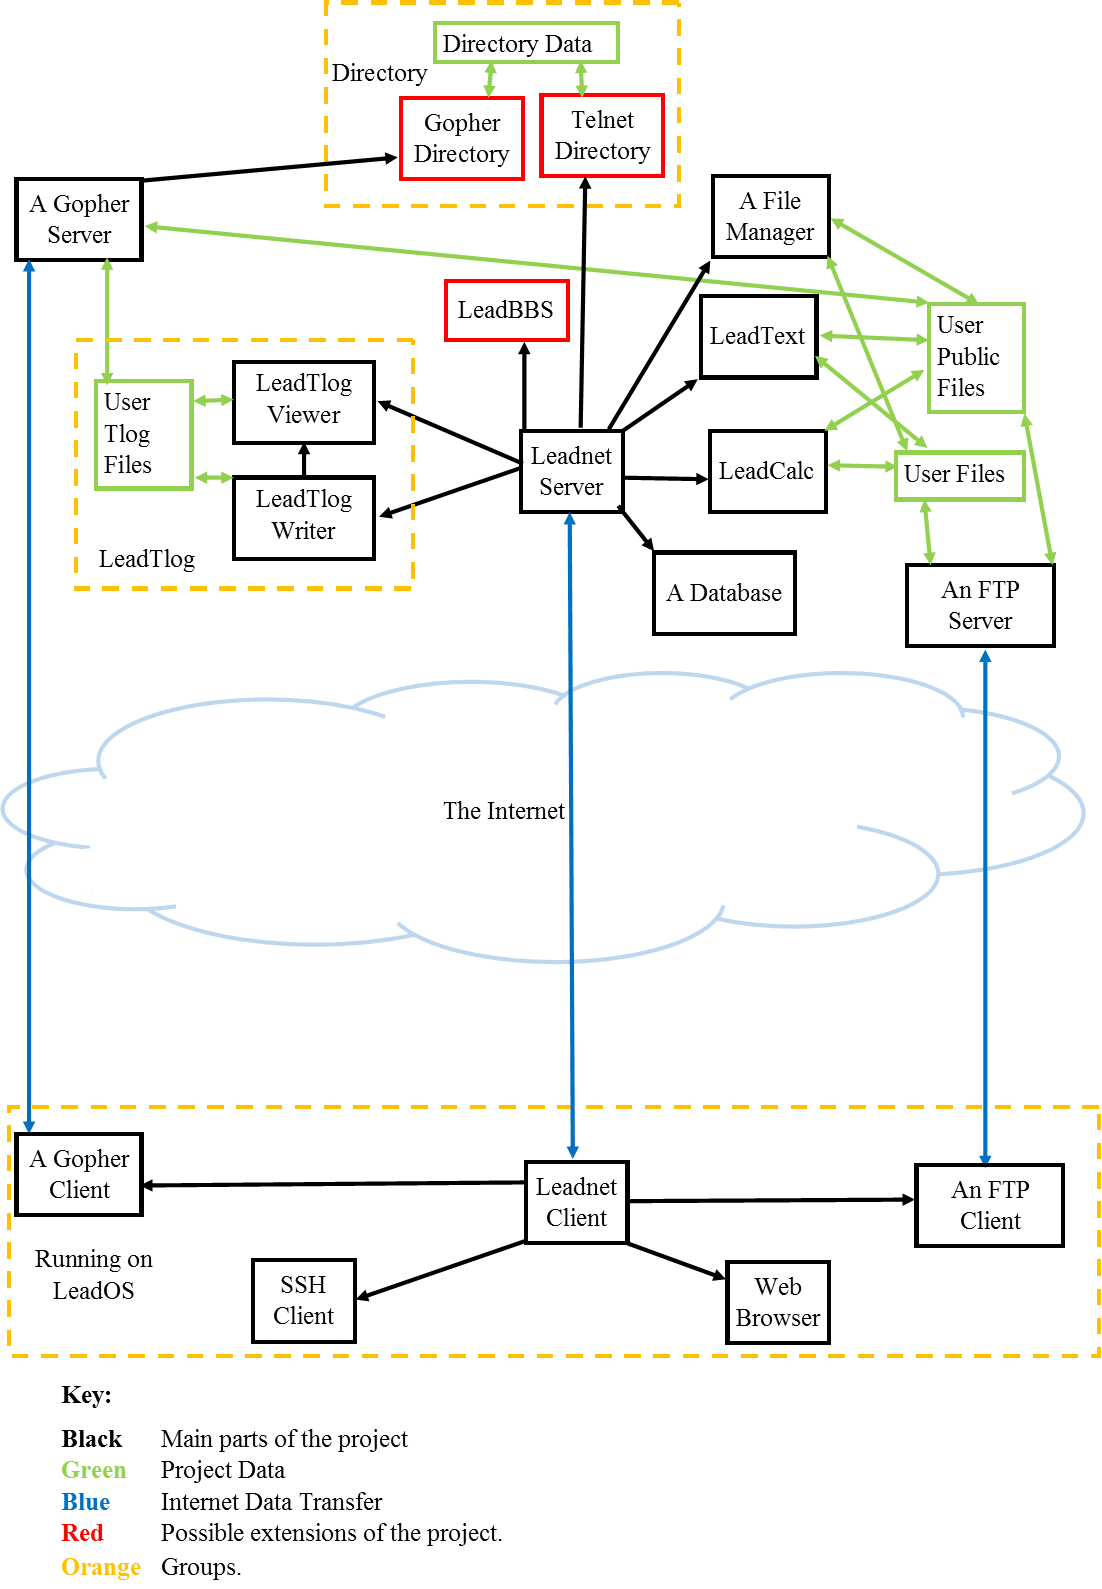 Directory Data
Directory
Gopher
Directory
Telnet
Directory
A Gopher
Server
A File
Manager
LeadBBS
LeadText
User
Public
Files
LeadTlog
Viewer
User
Tlog
Files
Leadnet
Server
LeadCalc
User Files
LeadTlog
Writer
LeadTlog
A Database
An FTP
Server
The Internet
A Gopher
Client
Leadnet
Client
An FTP
Client
Running on
LeadOS
SSH
Client
Web
Browser
Key:
Black Main parts of the project
Green Project Data
Blue Internet Data Transfer
Red Possible extensions of the project.
Orange Groups.